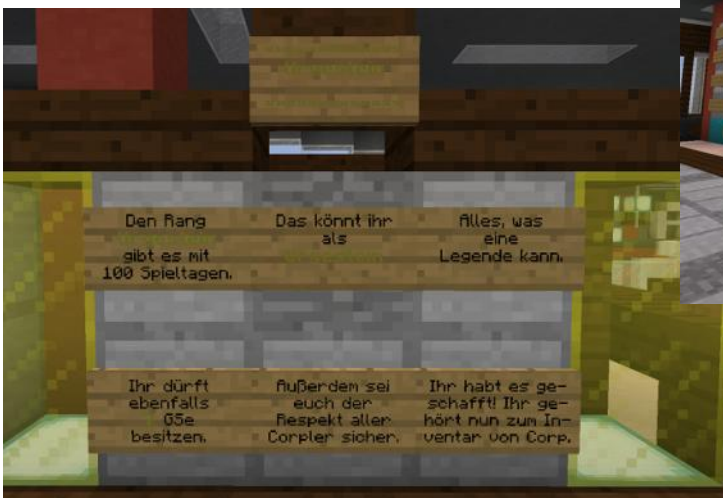 Den Rang
gibt es mit
100 Spieltagen.
Das könnt ihr
als
Alles, was
eine
Legende kann.
Ihr dürft
ebenfalls
GSe
besitzen.
Außerdem sei
euch der
Respekt aller
Corpler sicher.
Ihr habt es ge-
schafft! Ihr ge-
hört nun zum In-
ventar von Corp.